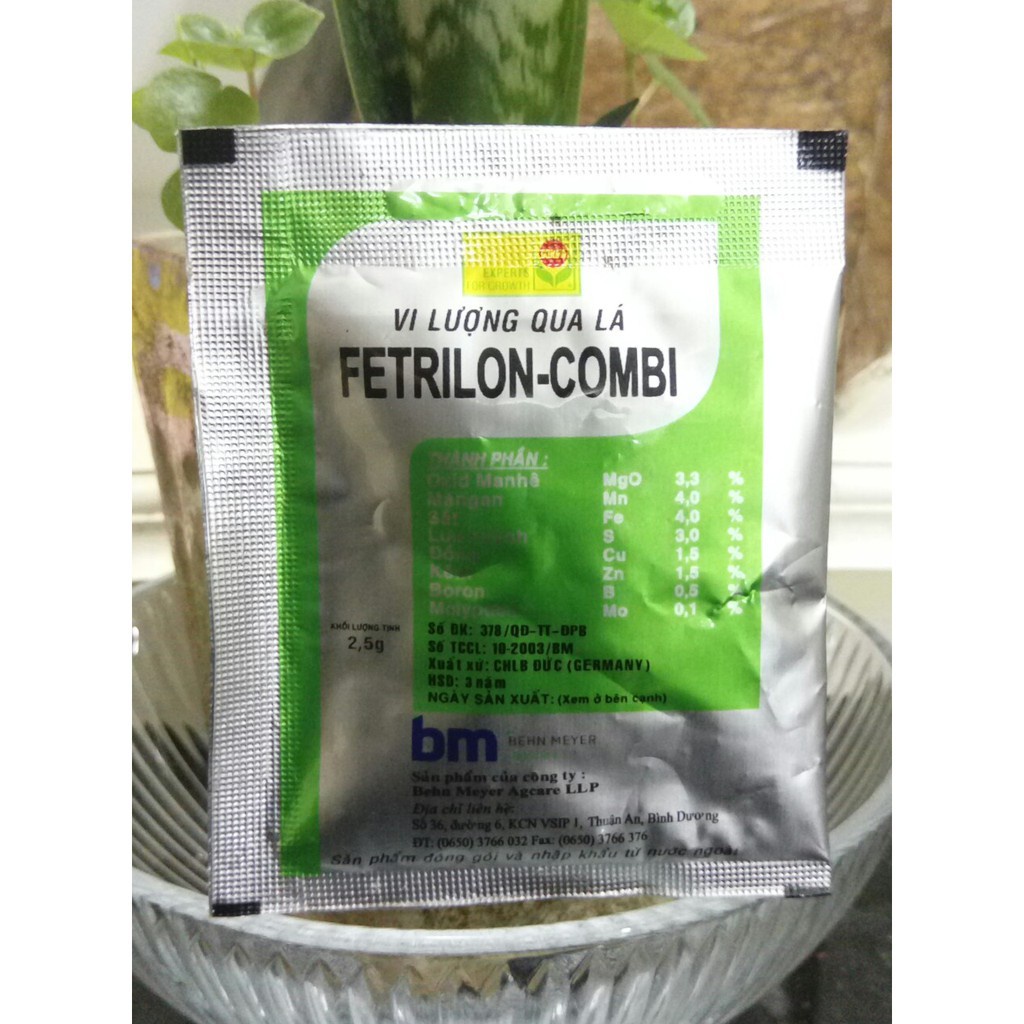 EXPERTS
FOR GROWTH
VI LƯỢNG QUA LÁ
FETRILON-COMBI
THÀNH PHẦN :
Oxid Manhê MgO 3,3 %
Mangan Mn 4,0 %
Sắt Fe 4,0 %
S 3,0 %
Đồng Cu 1,5 %
Kẽm Zn 1,5 %
Boron B 0,5 %
Mo 0,1 %
KHỐI LƯỢNG TỊNH
2,5g
Số ĐK: 378/QĐ-TT-ĐPB
Số TCCL: 10-2003/BM
Xuất xứ: CHLB ĐỨC (GERMANY)
HSD: 3 năm
NGÀY SẢN XUẤT: (Xem ở bên cạnh)
bm BEHN MEYER
Sản phẩm của công ty :
Behn Meyer Agcare LLP
Địa chỉ liên hệ:
Số 36, đường 6, KCN VSIP 1, Thuận An, Bình Dương
ĐT: (0650) 3766 032 Fax: (0650) 3766 376
Sản phẩm đóng gói và nhập khẩu từ nước ngoài